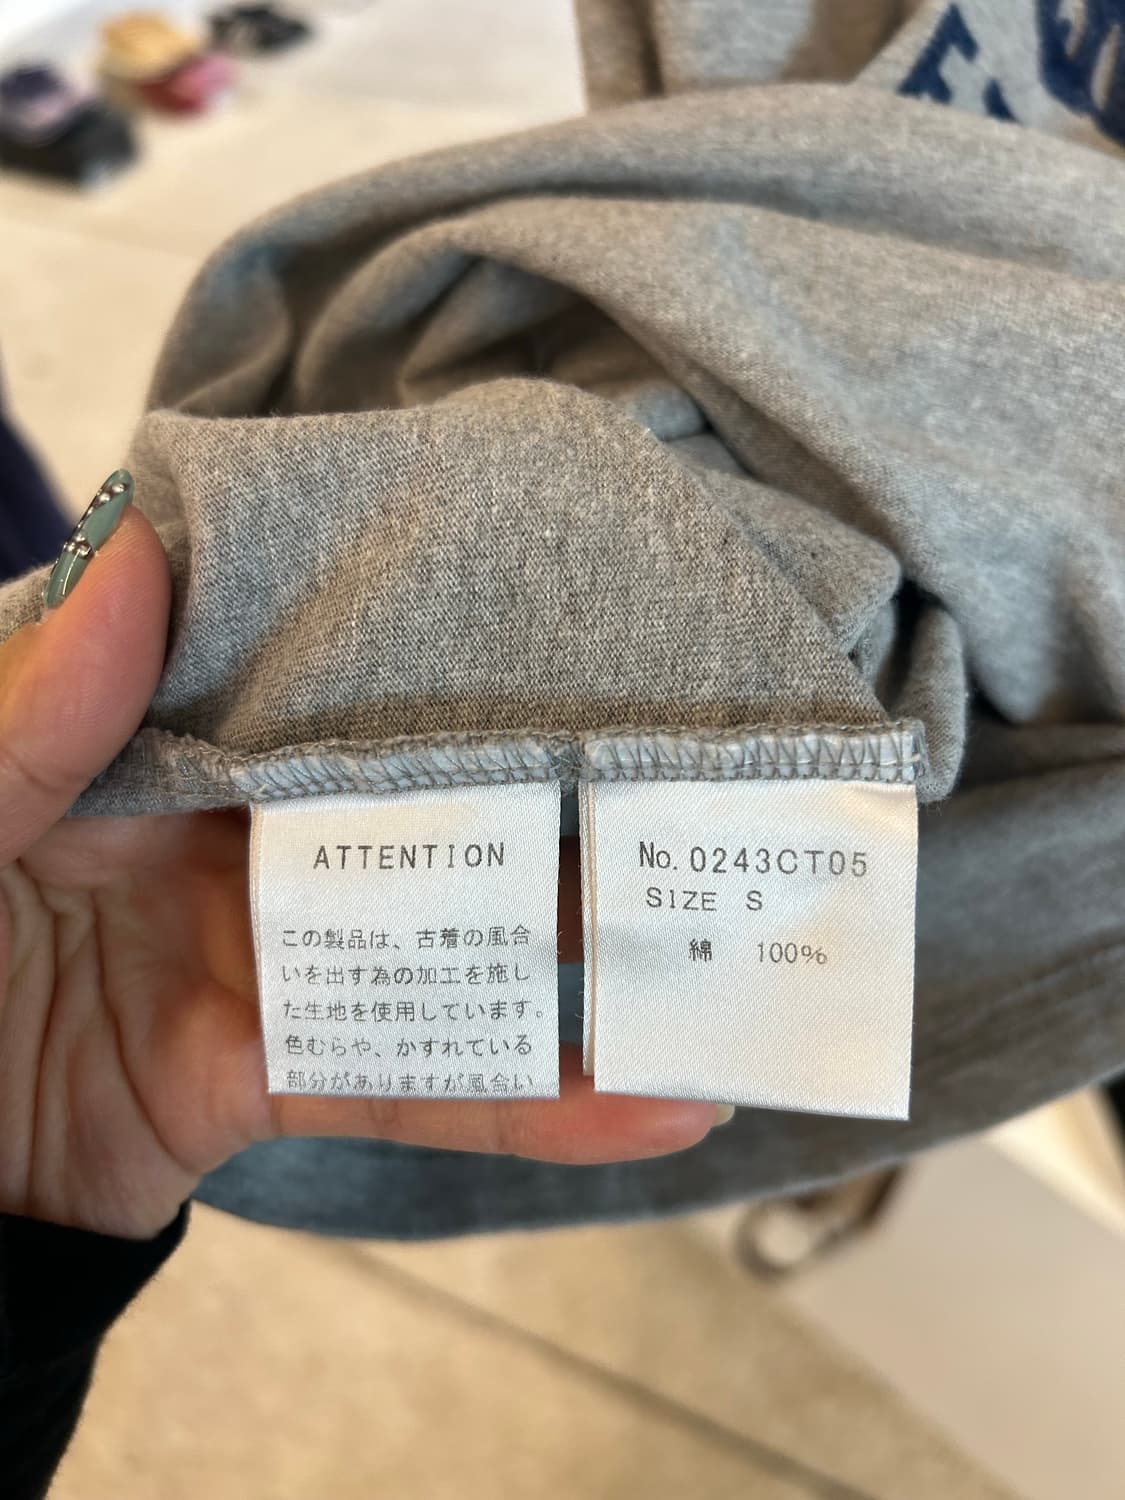 ATTENTION
この製品は、古着の風合
いを出す為の加工を施し
た生地を使用しています。
色むらや、かすれている
部分がありますが風合い
No. 0243CT05
SIZE S
綿 100%